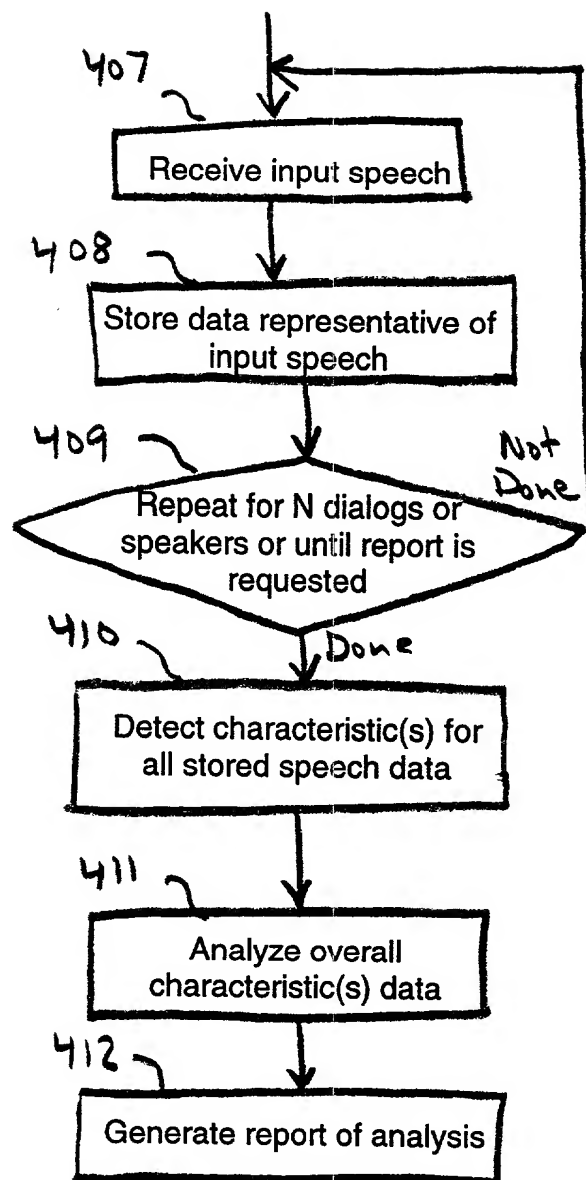 407
Receive input speech
408
Store data representative of
input speech
409
Not
Done
Repeat for N dialogs or
speakers or until report is
requested
410
Done
Detect characteristic(s) for
all stored speech data
411
Analyze overall
characteristic(s) data
412
Generate report of analysis